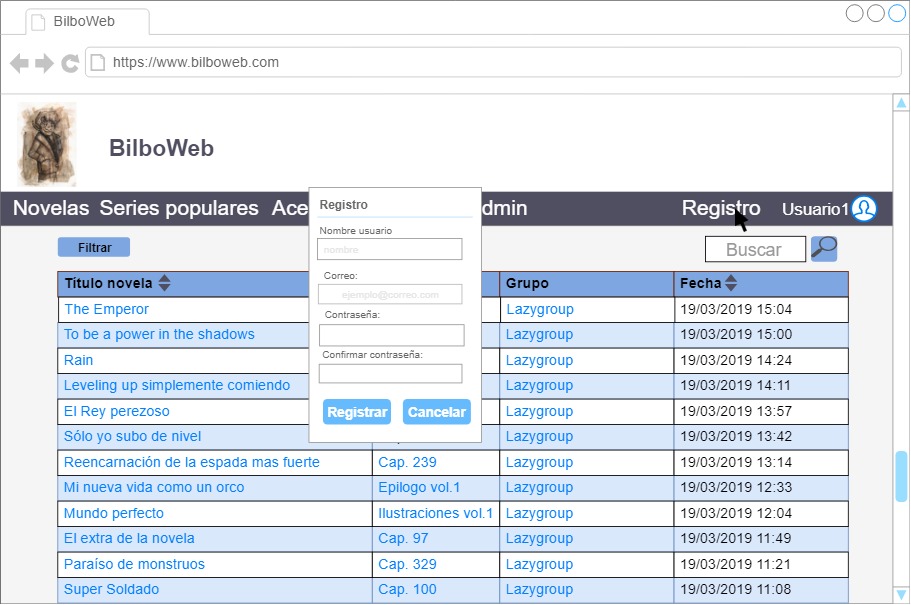 BilboWeb
https://www.bilboweb.com
BilboWeb
Novelas Series populares Ace dmin Registro Usuario1
Registro
Nombre usuario
nombre
Correo:
ejemplo@correo.com
Contraseña:
Confirmar contraseña:
Registrar Cancelar
Filtrar Buscar
Título novela Grupo Fecha
The Emperor Lazygroup 19/03/2019 15:04
To be a power in the shadows Lazygroup 19/03/2019 15:00
Rain Lazygroup 19/03/2019 14:24
Leveling up simplemente comiendo Lazygroup 19/03/2019 14:11
El Rey perezoso Lazygroup 19/03/2019 13:57
Sólo yo subo de nivel Lazygroup 19/03/2019 13:42
Reencarnación de la espada mas fuerte Cap. 239 Lazygroup 19/03/2019 13:14
Mi nueva vida como un orco Epilogo vol.1 Lazygroup 19/03/2019 12:33
Mundo perfecto Ilustraciones vol.1 Lazygroup 19/03/2019 12:04
El extra de la novela Cap. 97 Lazygroup 19/03/2019 11:49
Paraíso de monstruos Cap. 329 Lazygroup 19/03/2019 11:21
Super Soldado Cap. 100 Lazygroup 19/03/2019 11:08